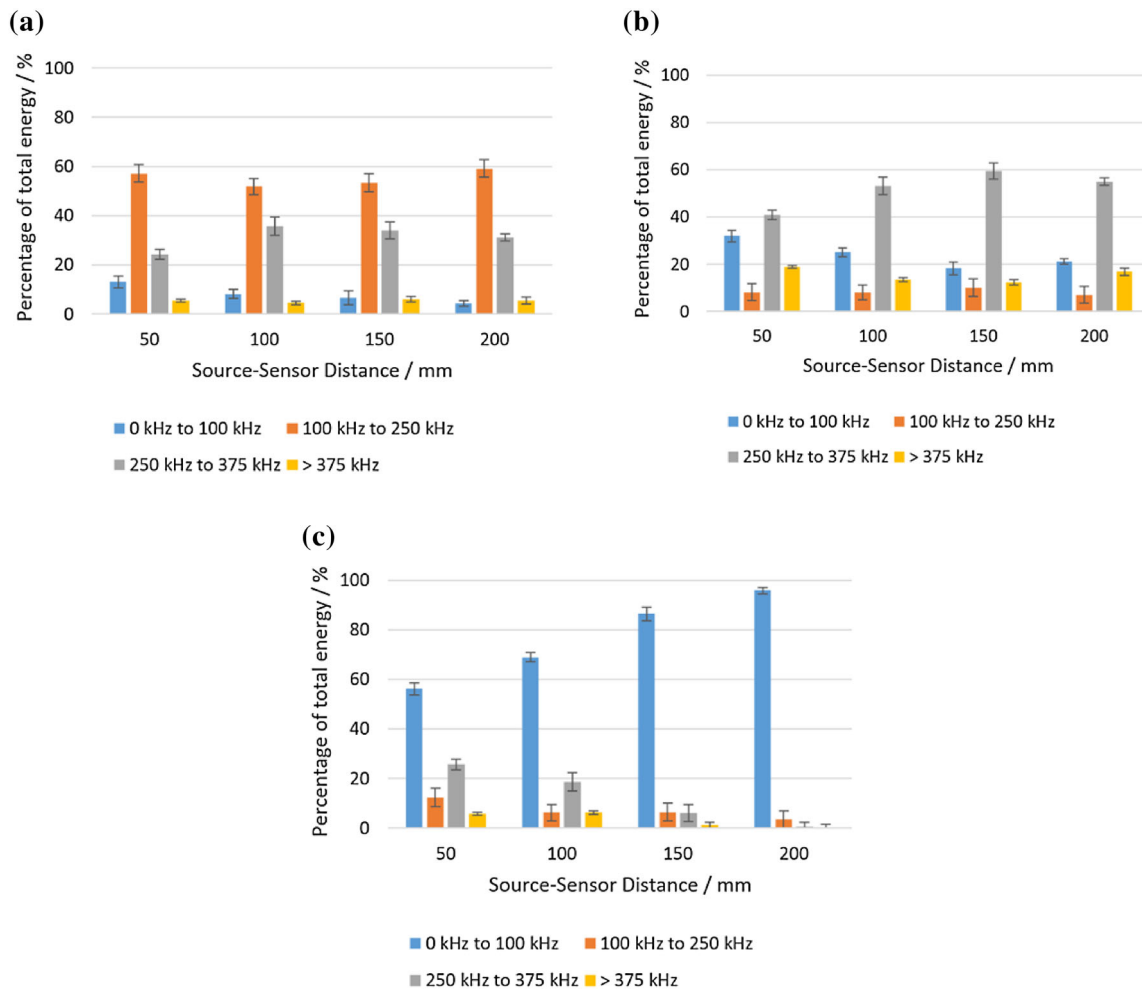 (a)
Percentage of total energy / %
100
80
60
40
20
0
50 100 150 200
Source-Sensor Distance / mm
0 kHz to 100 kHz 100 kHz to 250 kHz
250 kHz to 375 kHz > 375 kHz
(b)
Percentage of total energy / %
100
80
60
40
20
0
50 100 150 200
Source-Sensor Distance / mm
0 kHz to 100 kHz 100 kHz to 250 kHz
250 kHz to 375 kHz > 375 kHz
(c)
Percentage of total energy / %
100
80
60
40
20
0
50 100 150 200
Source-Sensor Distance / mm
0 kHz to 100 kHz 100 kHz to 250 kHz
250 kHz to 375 kHz > 375 kHz